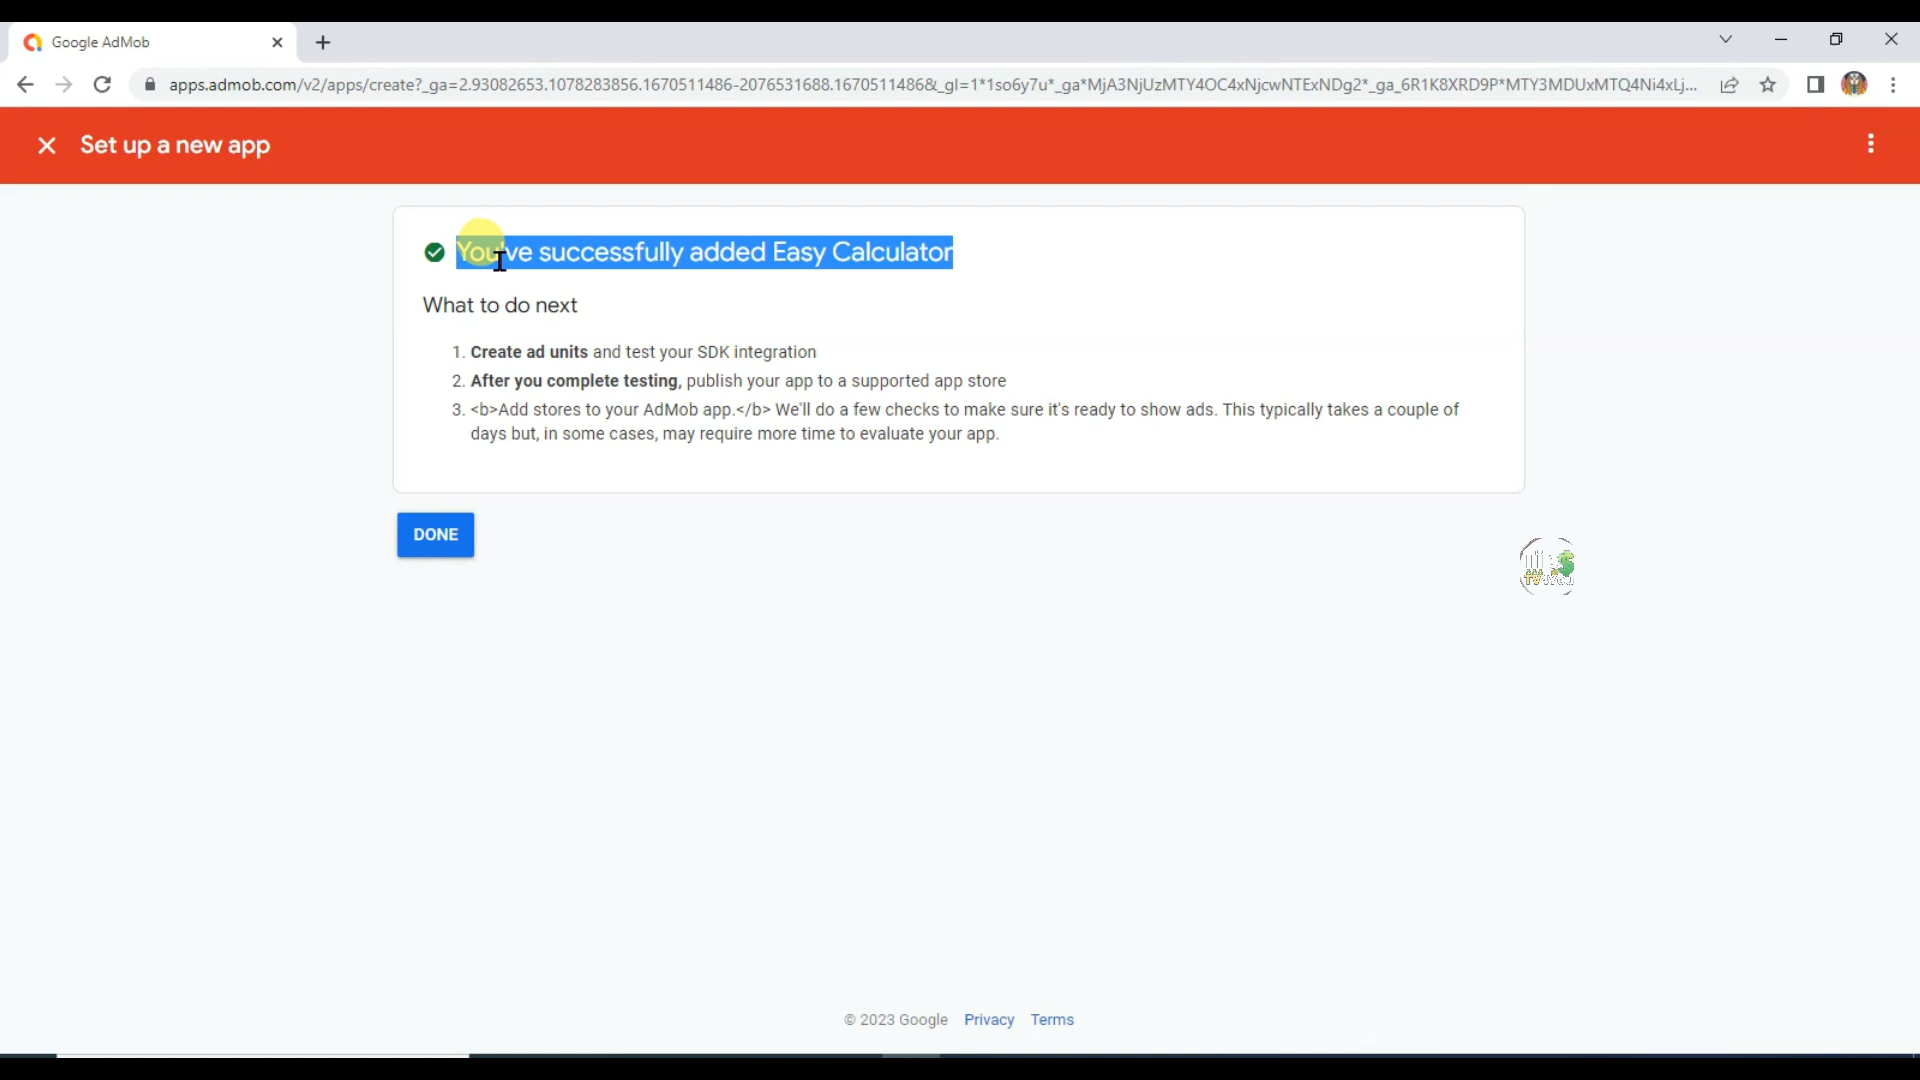 Google AdMob
apps.admob.com/v2/apps/create?_ga=2.93082653.1078283856.1670511486-2076531688.1670511486&_gl=1*1so6y7u*_ga*MjA3NjUzMTY4OC4xNjcwNTExNDg2*_ga_6R1K8XRD9P*MTY3MDUxMTQ4Ni4xLj...
Set up a new app
You've successfully added Easy Calculator
What to do next
1. Create ad units and test your SDK integration
2. After you complete testing, publish your app to a supported app store
3. <b>Add stores to your AdMob app.</b> We'll do a few checks to make sure it's ready to show ads. This typically takes a couple of
days but, in some cases, may require more time to evaluate your app.
DONE
© 2023 Google Privacy Terms